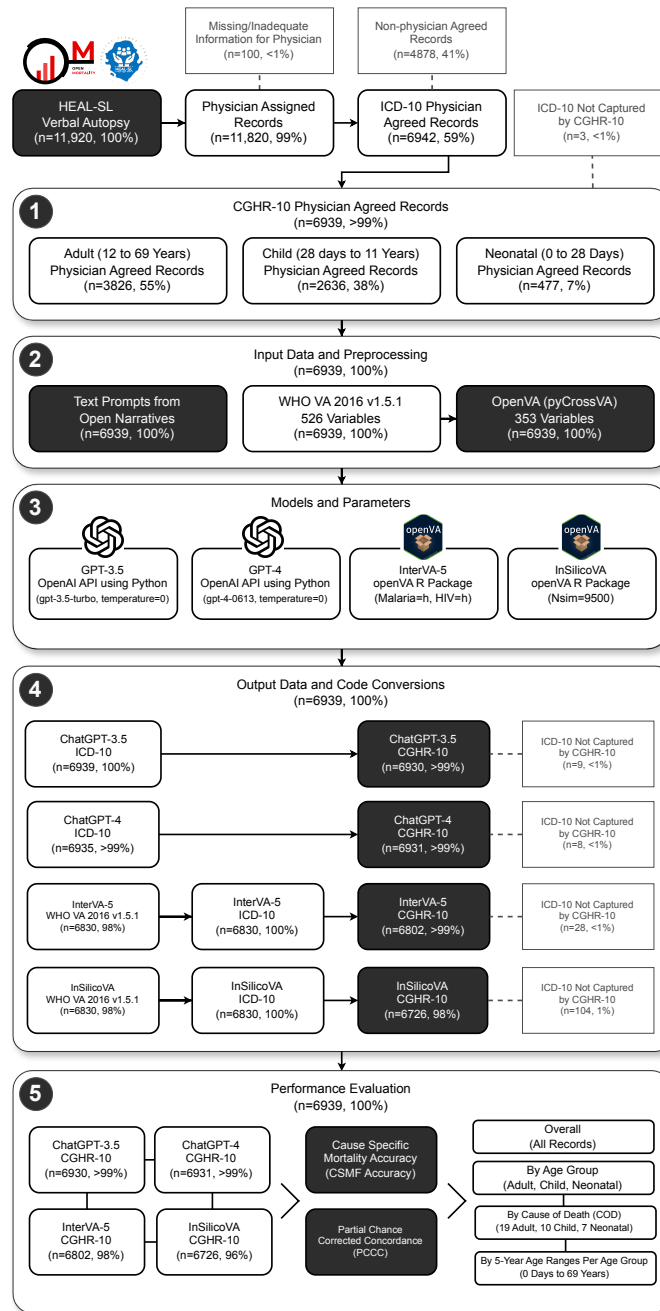 M
OPEN
MORTALITY
HEAL-SL
Missing/Inadequate
Information for Physician
(n=100, <1%)
Non-physician Agreed
Records
(n=4878, 41%)
HEAL-SL
Verbal Autopsy
(n=11,920, 100%)
Physician Assigned
Records
(n=11,820, 99%)
ICD-10 Physician
Agreed Records
(n=6942, 59%)
ICD-10 Not Captured
by CGHR-10
(n=3, <1%)
1
CGHR-10 Physician Agreed Records
(n=6939, >99%)
Adult (12 to 69 Years)
Physician Agreed Records
(n=3826, 55%)
Child (28 days to 11 Years)
Physician Agreed Records
(n=2636, 38%)
Neonatal (0 to 28 Days)
Physician Agreed Records
(n=477, 7%)
2
Input Data and Preprocessing
(n=6939, 100%)
Text Prompts from
Open Narratives
(n=6939, 100%)
WHO VA 2016 v1.5.1
526 Variables
(n=6939, 100%)
OpenVA (pyCrossVA)
353 Variables
(n=6939, 100%)
3
Models and Parameters
GPT-3.5
OpenAI API using Python
(gpt-3.5-turbo, temperature=0)
GPT-4
OpenAI API using Python
(gpt-4-0613, temperature=0)
openVA
InterVA-5
openVA R Package
(Malaria=h, HIV=h)
openVA
InSilicoVA
openVA R Package
(Nsim=9500)
4
Output Data and Code Conversions
(n=6939, 100%)
ChatGPT-3.5
ICD-10
(n=6939, 100%)
ChatGPT-3.5
CGHR-10
(n=6930, >99%)
ICD-10 Not Captured
by CGHR-10
(n=9, <1%)
ChatGPT-4
ICD-10
(n=6935, >99%)
ChatGPT-4
CGHR-10
(n=6931, >99%)
ICD-10 Not Captured
by CGHR-10
(n=8, <1%)
InterVA-5
WHO VA 2016 v1.5.1
(n=6830, 98%)
InterVA-5
ICD-10
(n=6830, 100%)
InterVA-5
CGHR-10
(n=6802, >99%)
ICD-10 Not Captured
by CGHR-10
(n=28, <1%)
InSilicoVA
WHO VA 2016 v1.5.1
(n=6830, 98%)
InSilicoVA
ICD-10
(n=6830, 100%)
InSilicoVA
CGHR-10
(n=6726, 98%)
ICD-10 Not Captured
by CGHR-10
(n=104, 1%)
5
Performance Evaluation
(n=6939, 100%)
ChatGPT-3.5
CGHR-10
(n=6930, >99%)
ChatGPT-4
CGHR-10
(n=6931, >99%)
InterVA-5
CGHR-10
(n=6802, 98%)
InSilicoVA
CGHR-10
(n=6726, 96%)
Cause Specific
Mortality Accuracy
(CSMF Accuracy)
Partial Chance
Corrected Concordance
(PCCC)
Overall
(All Records)
By Age Group
(Adult, Child, Neonatal)
By Cause of Death (COD)
(19 Adult, 10 Child, 7 Neonatal)
By 5-Year Age Ranges Per Age Group
(0 Days to 69 Years)